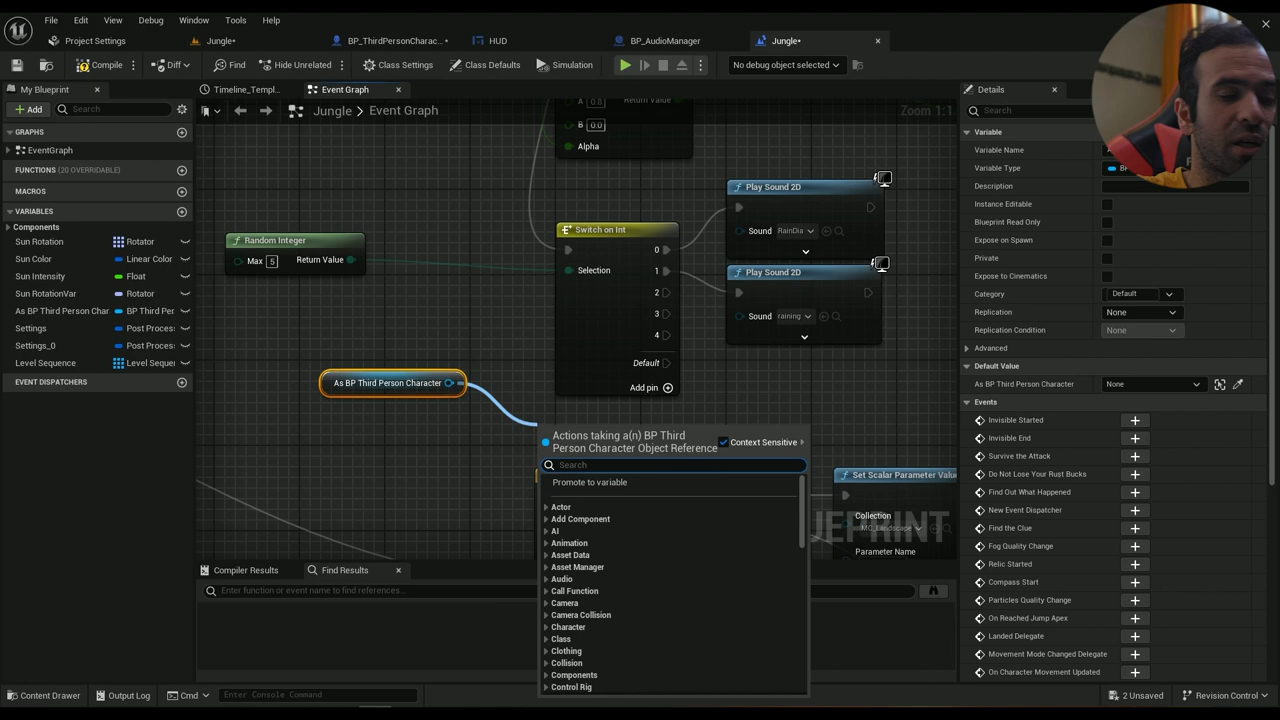 File Edit View Debug Window Tools Help
Project Settings
Jungle*
BP_ThirdPersonCharac...*
HUD
BP_AudioManager
Jungle*
Compile
Diff
Find
Hide Unrelated
Class Settings
Class Defaults
Simulation
No debug object selected
My Blueprint
Add
Search
GRAPHS
EventGraph
FUNCTIONS (20 OVERRIDABLE)
MACROS
VARIABLES
Components
Sun Rotation Rotator
Sun Color Linear Color
Sun Intensity Float
Sun RotationVar Rotator
As BP Third Person Char BP Third Per
Settings Post Proces
Settings_0 Post Proces
Level Sequence Level Seque
EVENT DISPATCHERS
Timeline_Templ...
Event Graph
Jungle > Event Graph
Zoom 1:1
A 0.8 Return Value
B 0.0
Alpha
Random Integer
Max 5 Return Value
Switch on Int
0
Selection 1
2
3
4
Default
Add pin
Play Sound 2D
Sound RainDia
Play Sound 2D
Sound raining
As BP Third Person Character
Actions taking a(n) BP Third
Person Character Object Reference
Context Sensitive
Search
Promote to variable
Actor
Add Component
AI
Animation
Asset Data
Asset Manager
Audio
Call Function
Camera
Camera Collision
Character
Class
Clothing
Collision
Components
Control Rig
Set Scalar Parameter Valu
Collection
MC_Landscape
Parameter Name
UEPRINT
Compiler Results
Find Results
Enter function or event name to find references...
Details
Search
Variable
Variable Name
Variable Type BP
Description
Instance Editable
Blueprint Read Only
Expose on Spawn
Private
Expose to Cinematics
Category Default
Replication None
Replication Condition None
Advanced
Default Value
As BP Third Person Character None
Events
Invisible Started
Invisible End
Survive the Attack
Do Not Lose Your Rust Bucks
Find Out What Happened
New Event Dispatcher
Find the Clue
Fog Quality Change
Relic Started
Compass Start
Particles Quality Change
On Reached Jump Apex
Landed Delegate
Movement Mode Changed Delegate
On Character Movement Updated
Content Drawer
Output Log
Cmd
Enter Console Command
2 Unsaved
Revision Control